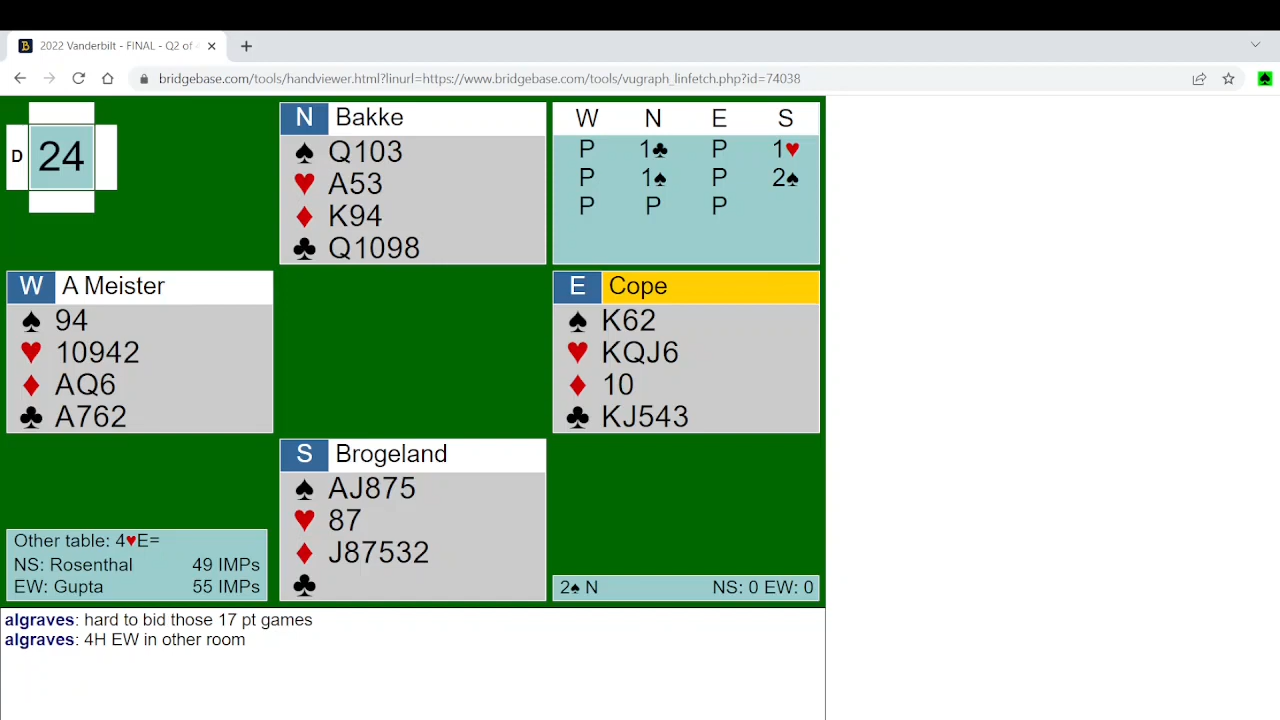 2022 Vanderbilt - FINAL - Q2 of
bridgebase.com/tools/handviewer.html?linurl=https://www.bridgebase.com/tools/vugraph_linfetch.php?id=74038
D 24
N Bakke
♠ Q103
♥ A53
♦ K94
♣ Q1098
W N E S
P 1♣ P 1♥
P 1♠ P 2♠
P P P
W A Meister
♠ 94
♥ 10942
♦ AQ6
♣ A762
E Cope
♠ K62
♥ KQJ6
♦ 10
♣ KJ543
S Brogeland
♠ AJ875
♥ 87
♦ J87532
♣
Other table: 4♥E=
NS: Rosenthal 49 IMPs
EW: Gupta 55 IMPs
2♠ N NS: 0 EW: 0
algraves: hard to bid those 17 pt games
algraves: 4H EW in other room